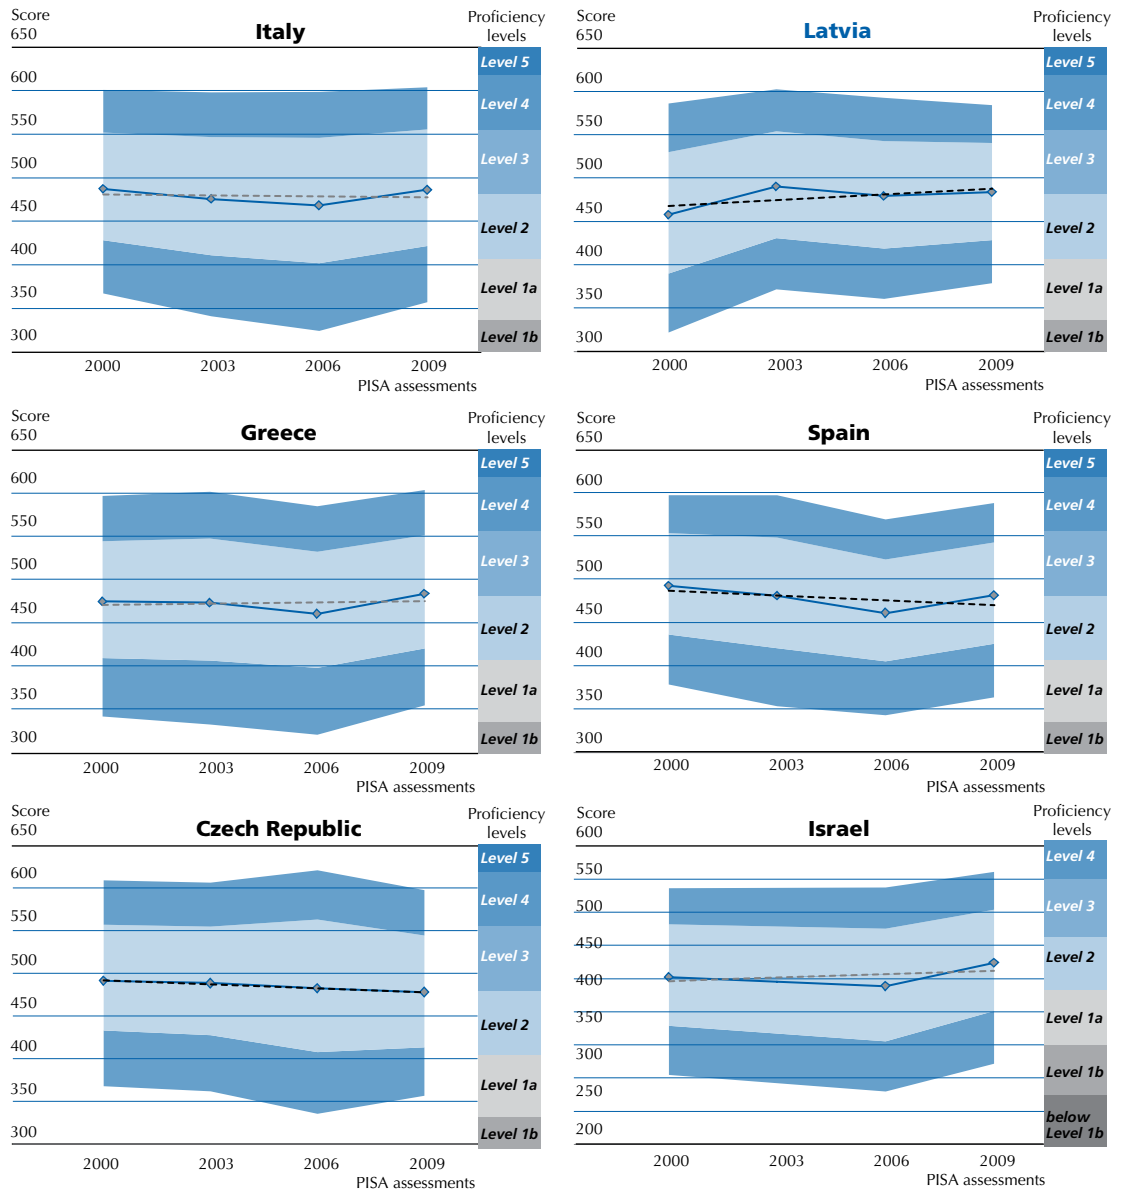 Score
Proficiency
levels
650
Italy
600
550
500
450
400
350
300
Level 5
Level 4
Level 3
Level 2
Level 1a
Level 1b
2000 2003 2006 2009
PISA assessments
Score
Proficiency
levels
650
Latvia
600
550
500
450
400
350
300
Level 5
Level 4
Level 3
Level 2
Level 1a
Level 1b
2000 2003 2006 2009
PISA assessments
Score
Proficiency
levels
650
Greece
600
550
500
450
400
350
300
Level 5
Level 4
Level 3
Level 2
Level 1a
Level 1b
2000 2003 2006 2009
PISA assessments
Score
Proficiency
levels
650
Spain
600
550
500
450
400
350
300
Level 5
Level 4
Level 3
Level 2
Level 1a
Level 1b
2000 2003 2006 2009
PISA assessments
Score
Proficiency
levels
650
Czech Republic
600
550
500
450
400
350
300
Level 5
Level 4
Level 3
Level 2
Level 1a
Level 1b
2000 2003 2006 2009
PISA assessments
Score
Proficiency
levels
600
Israel
550
500
450
400
350
300
250
200
Level 4
Level 3
Level 2
Level 1a
Level 1b
below
Level 1b
2000 2003 2006 2009
PISA assessments